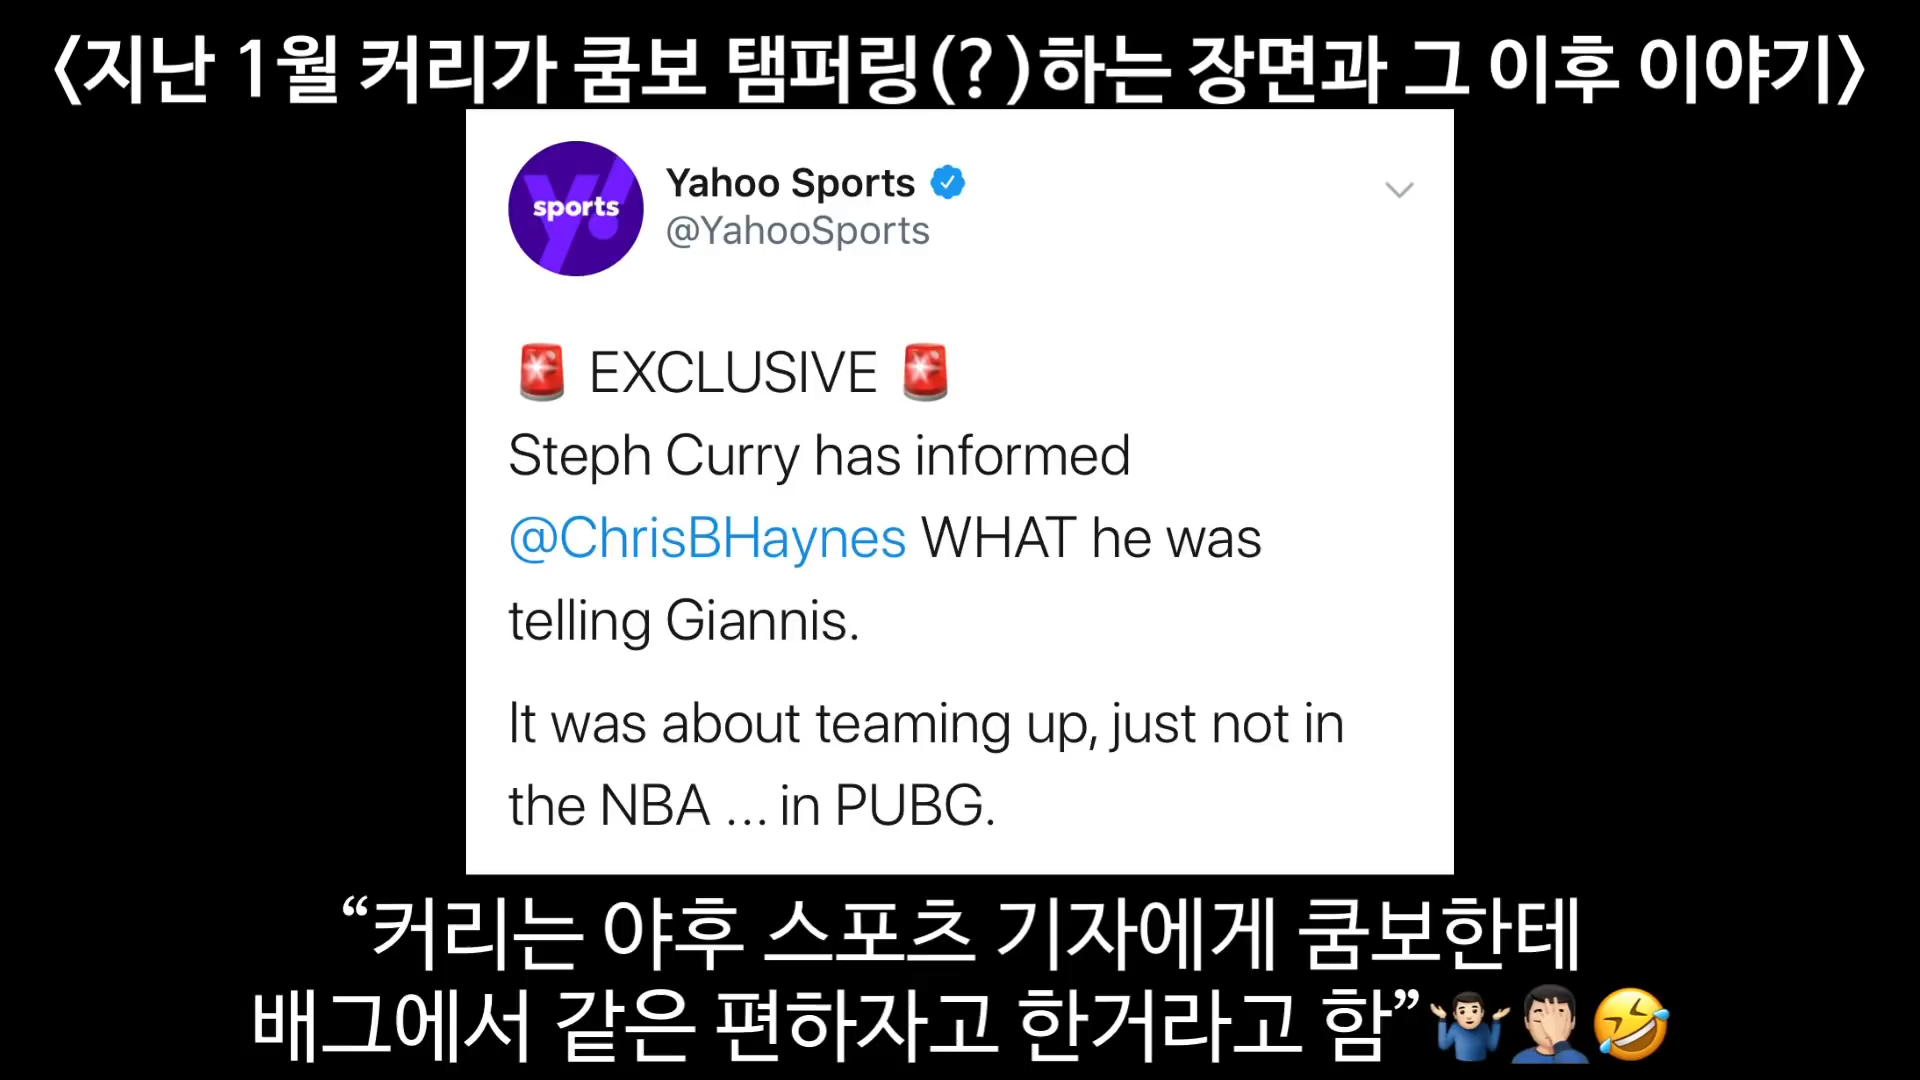 〈지난 1월 커리가 쿰보 탬퍼링(?)하는 장면과 그 이후 이야기〉
sports
Yahoo Sports
@YahooSports
🚨 EXCLUSIVE 🚨
Steph Curry has informed
@ChrisBHaynes WHAT he was
telling Giannis.
It was about teaming up, just not in
the NBA ... in PUBG.
“커리는 야후 스포츠 기자에게 쿰보한테
배그에서 같은 편하자고 한거라고 함”🤷🏻‍♂️🤦🏻‍♂️🤣